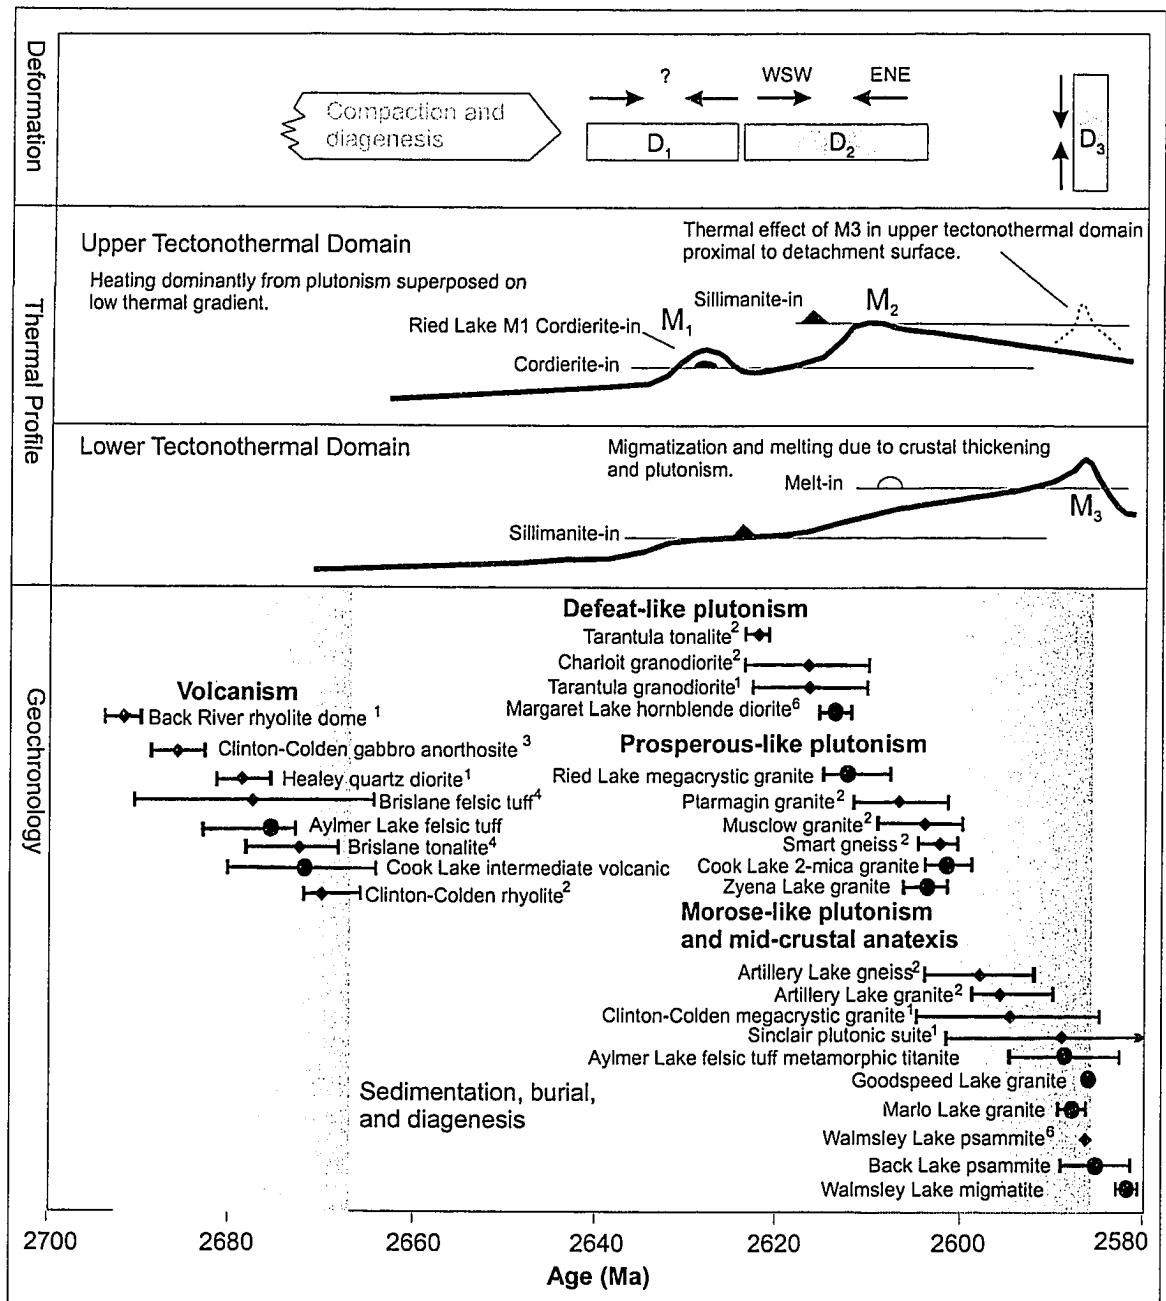 Deformation
Compaction and
diagenesis
?
D1
WSW ENE
D2
D3
Thermal Profile
Upper Tectonothermal Domain
Heating dominantly from plutonism superposed on
low thermal gradient.
Thermal effect of M3 in upper tectonothermal domain
proximal to detachment surface.
Sillimanite-in
M2
Ried Lake M1 Cordierite-in
M1
Cordierite-in
Lower Tectonothermal Domain
Migmatization and melting due to crustal thickening
and plutonism.
Melt-in
M3
Sillimanite-in
Geochronology
Volcanism
Back River rhyolite dome 1
Clinton-Colden gabbro anorthosite 3
Healey quartz diorite1
Brislane felsic tuff4
Aylmer Lake felsic tuff
Brislane tonalite4
Cook Lake intermediate volcanic
Clinton-Colden rhyolite2
Defeat-like plutonism
Tarantula tonalite2
Charloit granodiorite2
Tarantula granodiorite1
Margaret Lake hornblende diorite6
Prosperous-like plutonism
Ried Lake megacrystic granite
Ptarmagin granite2
Musclow granite2
Smart gneiss2
Cook Lake 2-mica granite
Zyena Lake granite
Morose-like plutonism
and mid-crustal anatexis
Artillery Lake gneiss2
Artillery Lake granite2
Clinton-Colden megacrystic granite1
Sinclair plutonic suite1
Aylmer Lake felsic tuff metamorphic titanite
Goodspeed Lake granite
Marlo Lake granite
Walmsley Lake psammite6
Back Lake psammite
Walmsley Lake migmatite
Sedimentation, burial,
and diagenesis
2700 2680 2660 2640 2620 2600 2580
Age (Ma)